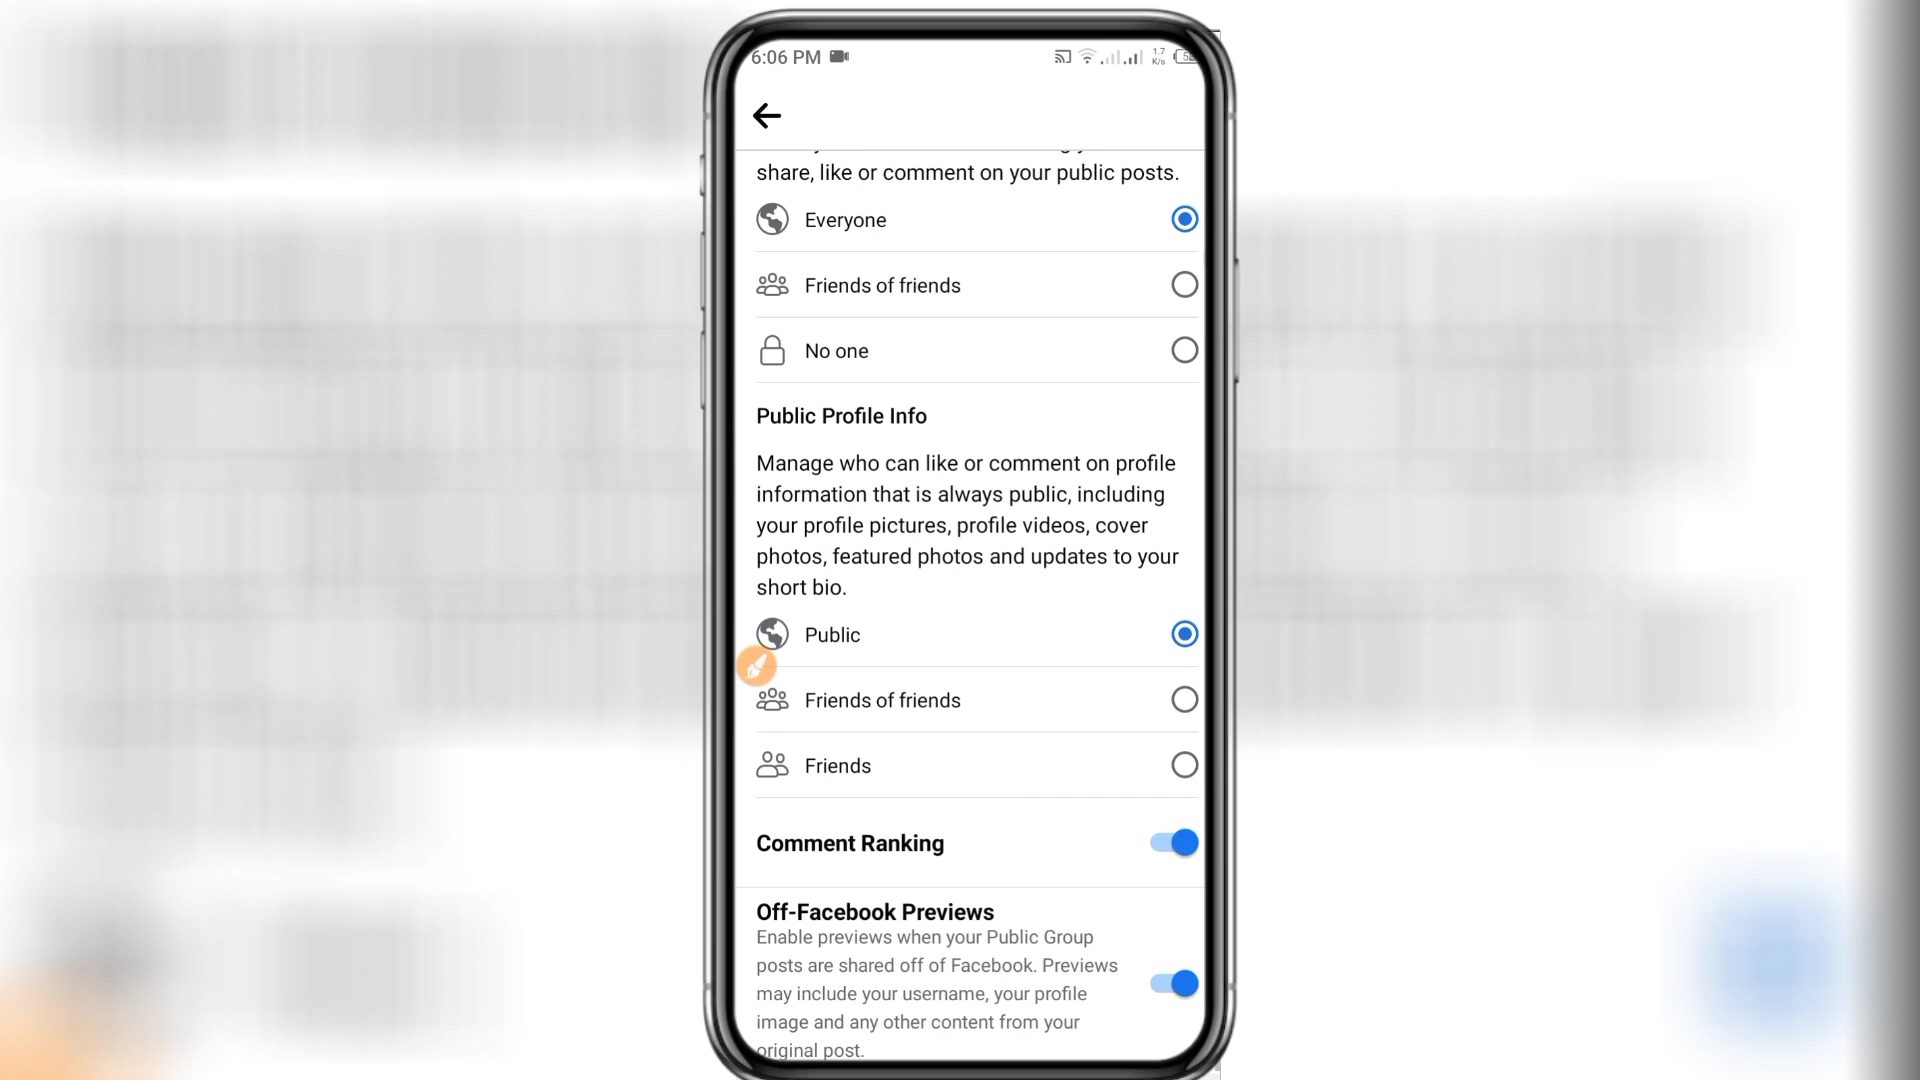 6:06 PM
1.7
K/s
share, like or comment on your public posts.
Everyone
Friends of friends
No one
Public Profile Info
Manage who can like or comment on profile
information that is always public, including
your profile pictures, profile videos, cover
photos, featured photos and updates to your
short bio.
Public
Friends of friends
Friends
Comment Ranking
Off-Facebook Previews
Enable previews when your Public Group
posts are shared off of Facebook. Previews
may include your username, your profile
image and any other content from your
original post.